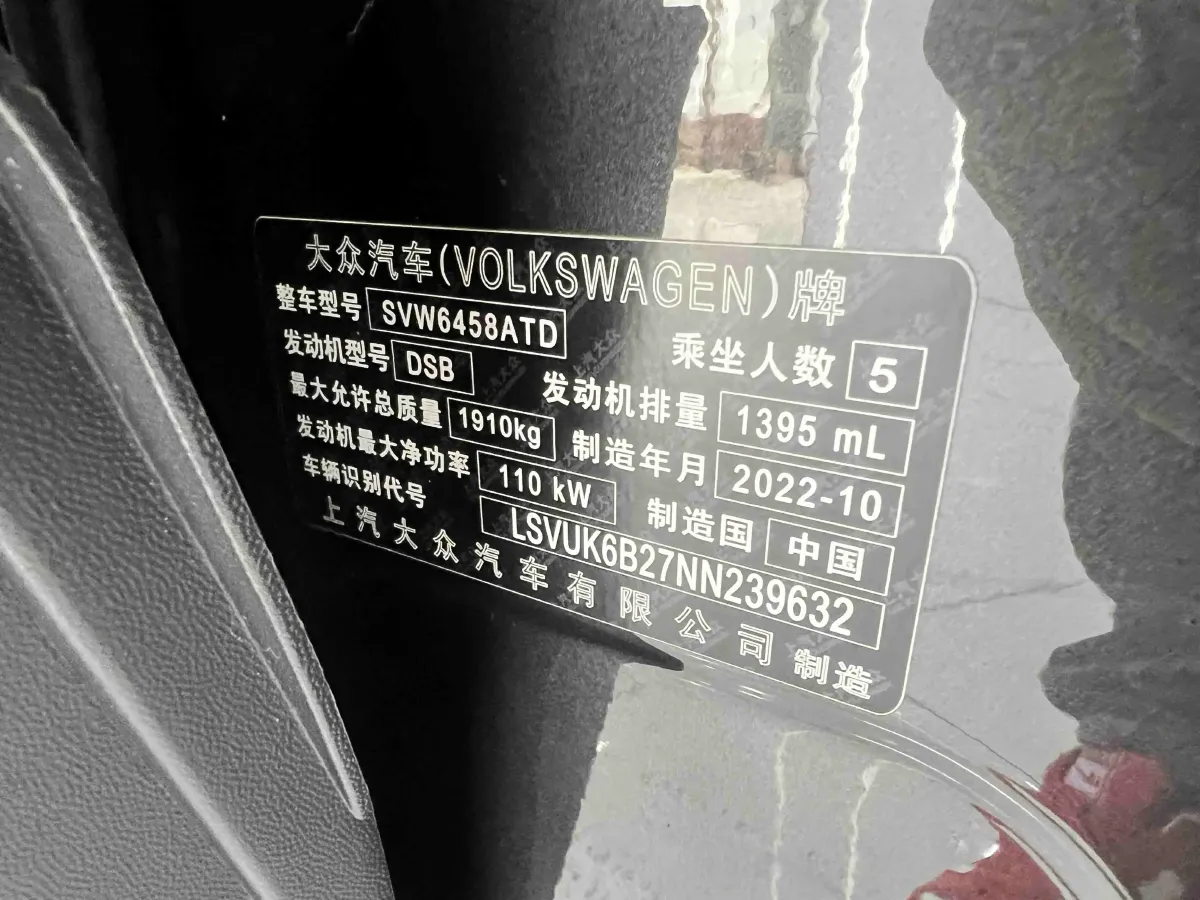 大众汽车(VOLKSWAGEN)牌
整车型号 SVW6458ATD 乘坐人数 5
发动机型号 DSB 发动机排量 1395 mL
最大允许总质量 1910kg 制造年月 2022-10
发动机最大净功率 110 kW 制造国 中国
车辆识别代号 LSVUK6B27NN239632
上汽大众汽车有限公司 制造